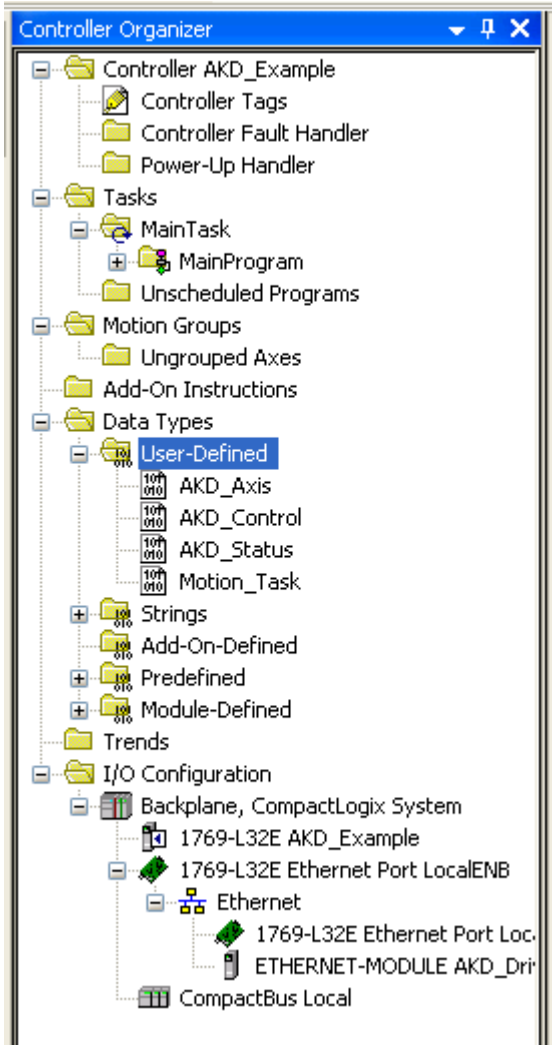 Controller Organizer
Controller AKD_Example
Controller Tags
Controller Fault Handler
Power-Up Handler
Tasks
MainTask
MainProgram
Unscheduled Programs
Motion Groups
Ungrouped Axes
Add-On Instructions
Data Types
User-Defined
AKD_Axis
AKD_Control
AKD_Status
Motion_Task
Strings
Add-On-Defined
Predefined
Module-Defined
Trends
I/O Configuration
Backplane, CompactLogix System
1769-L32E AKD_Example
1769-L32E Ethernet Port LocalENB
Ethernet
1769-L32E Ethernet Port Loc
ETHERNET-MODULE AKD_Dri
CompactBus Local